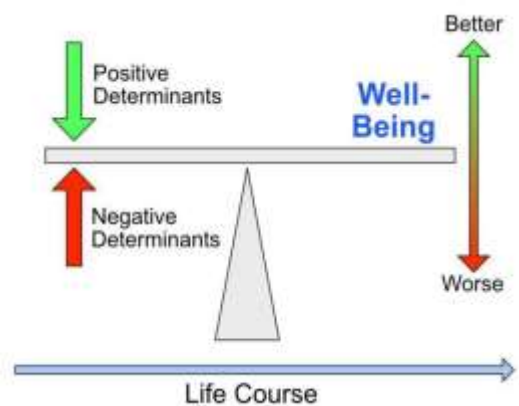 Better
Positive
Determinants
Well-
Being
Negative
Determinants
Worse
Life Course